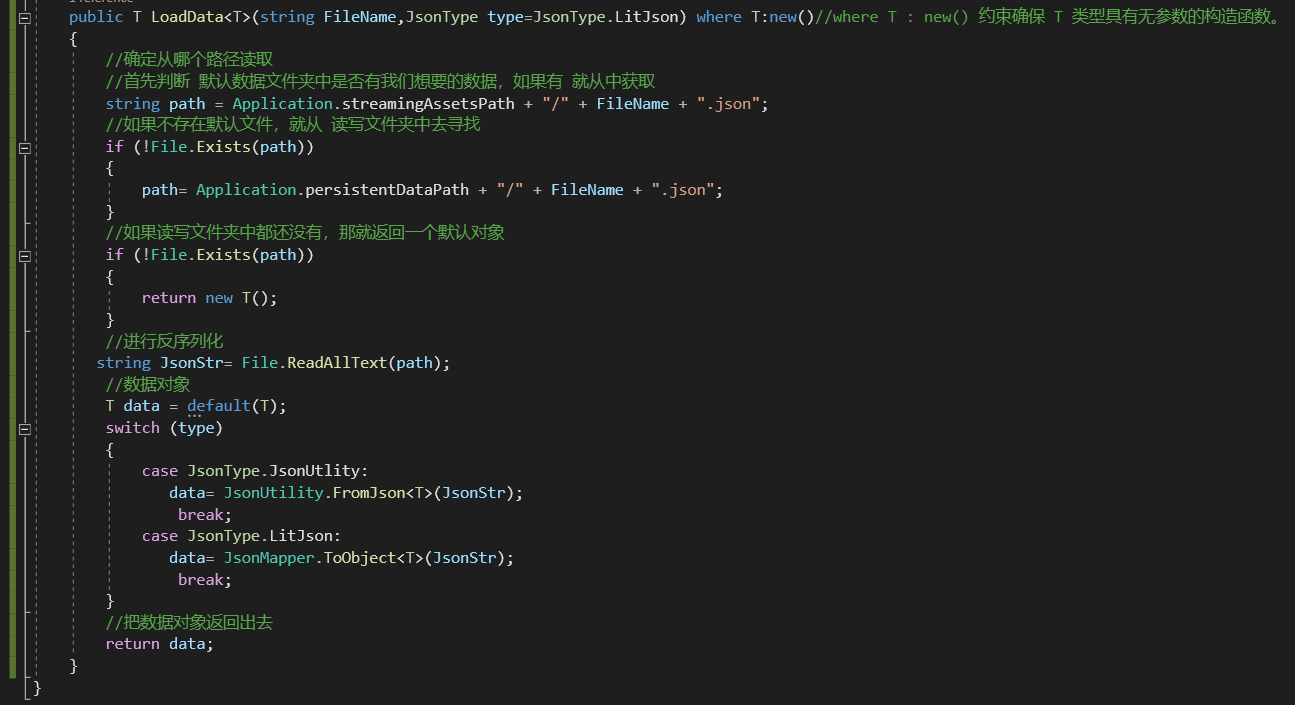 public T LoadData<T>(string FileName,JsonType type=JsonType.LitJson) where T:new()//where T : new() 约束确保 T 类型具有无参数的构造函数。
{
//确定从哪个路径读取
//首先判断 默认数据文件夹中是否有我们想要的数据，如果有 就从中获取
string path = Application.streamingAssetsPath + "/" + FileName + ".json";
//如果不存在默认文件，就从 读写文件夹中去寻找
if (!File.Exists(path))
{
path= Application.persistentDataPath + "/" + FileName + ".json";
}
//如果读写文件夹中都还没有，那就返回一个默认对象
if (!File.Exists(path))
{
return new T();
}
//进行反序列化
string JsonStr= File.ReadAllText(path);
//数据对象
T data = default(T);
switch (type)
{
case JsonType.JsonUtlity:
data= JsonUtility.FromJson<T>(JsonStr);
break;
case JsonType.LitJson:
data= JsonMapper.ToObject<T>(JsonStr);
break;
}
//把数据对象返回出去
return data;
}
}